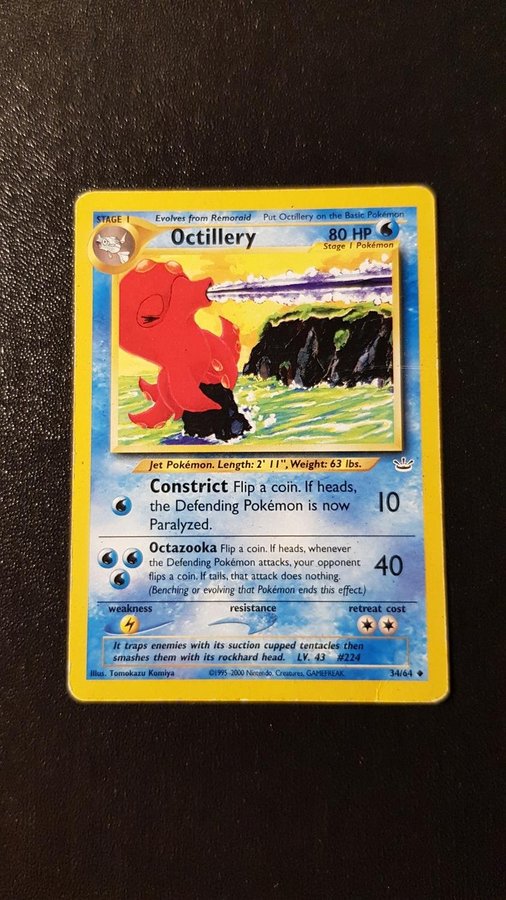 STAGE 1 Evolves from Remoraid Put Octillery on the Basic Pokémon
Octillery 80 HP
Stage 1 Pokémon
Jet Pokémon. Length: 2' 11", Weight: 63 lbs.
Constrict Flip a coin. If heads,
the Defending Pokémon is now
Paralyzed.
10
Octazooka Flip a coin. If heads, whenever
the Defending Pokémon attacks, your opponent
flips a coin. If tails, that attack does nothing.
(Benching or evolving that Pokémon ends this effect.)
40
weakness resistance retreat cost
It traps enemies with its suction cupped tentacles then
smashes them with its rockhard head. LV. 43 #224
Illus. Tomokazu Komiya ©1995-2000 Nintendo, Creatures, GAMEFREAK. 34/64